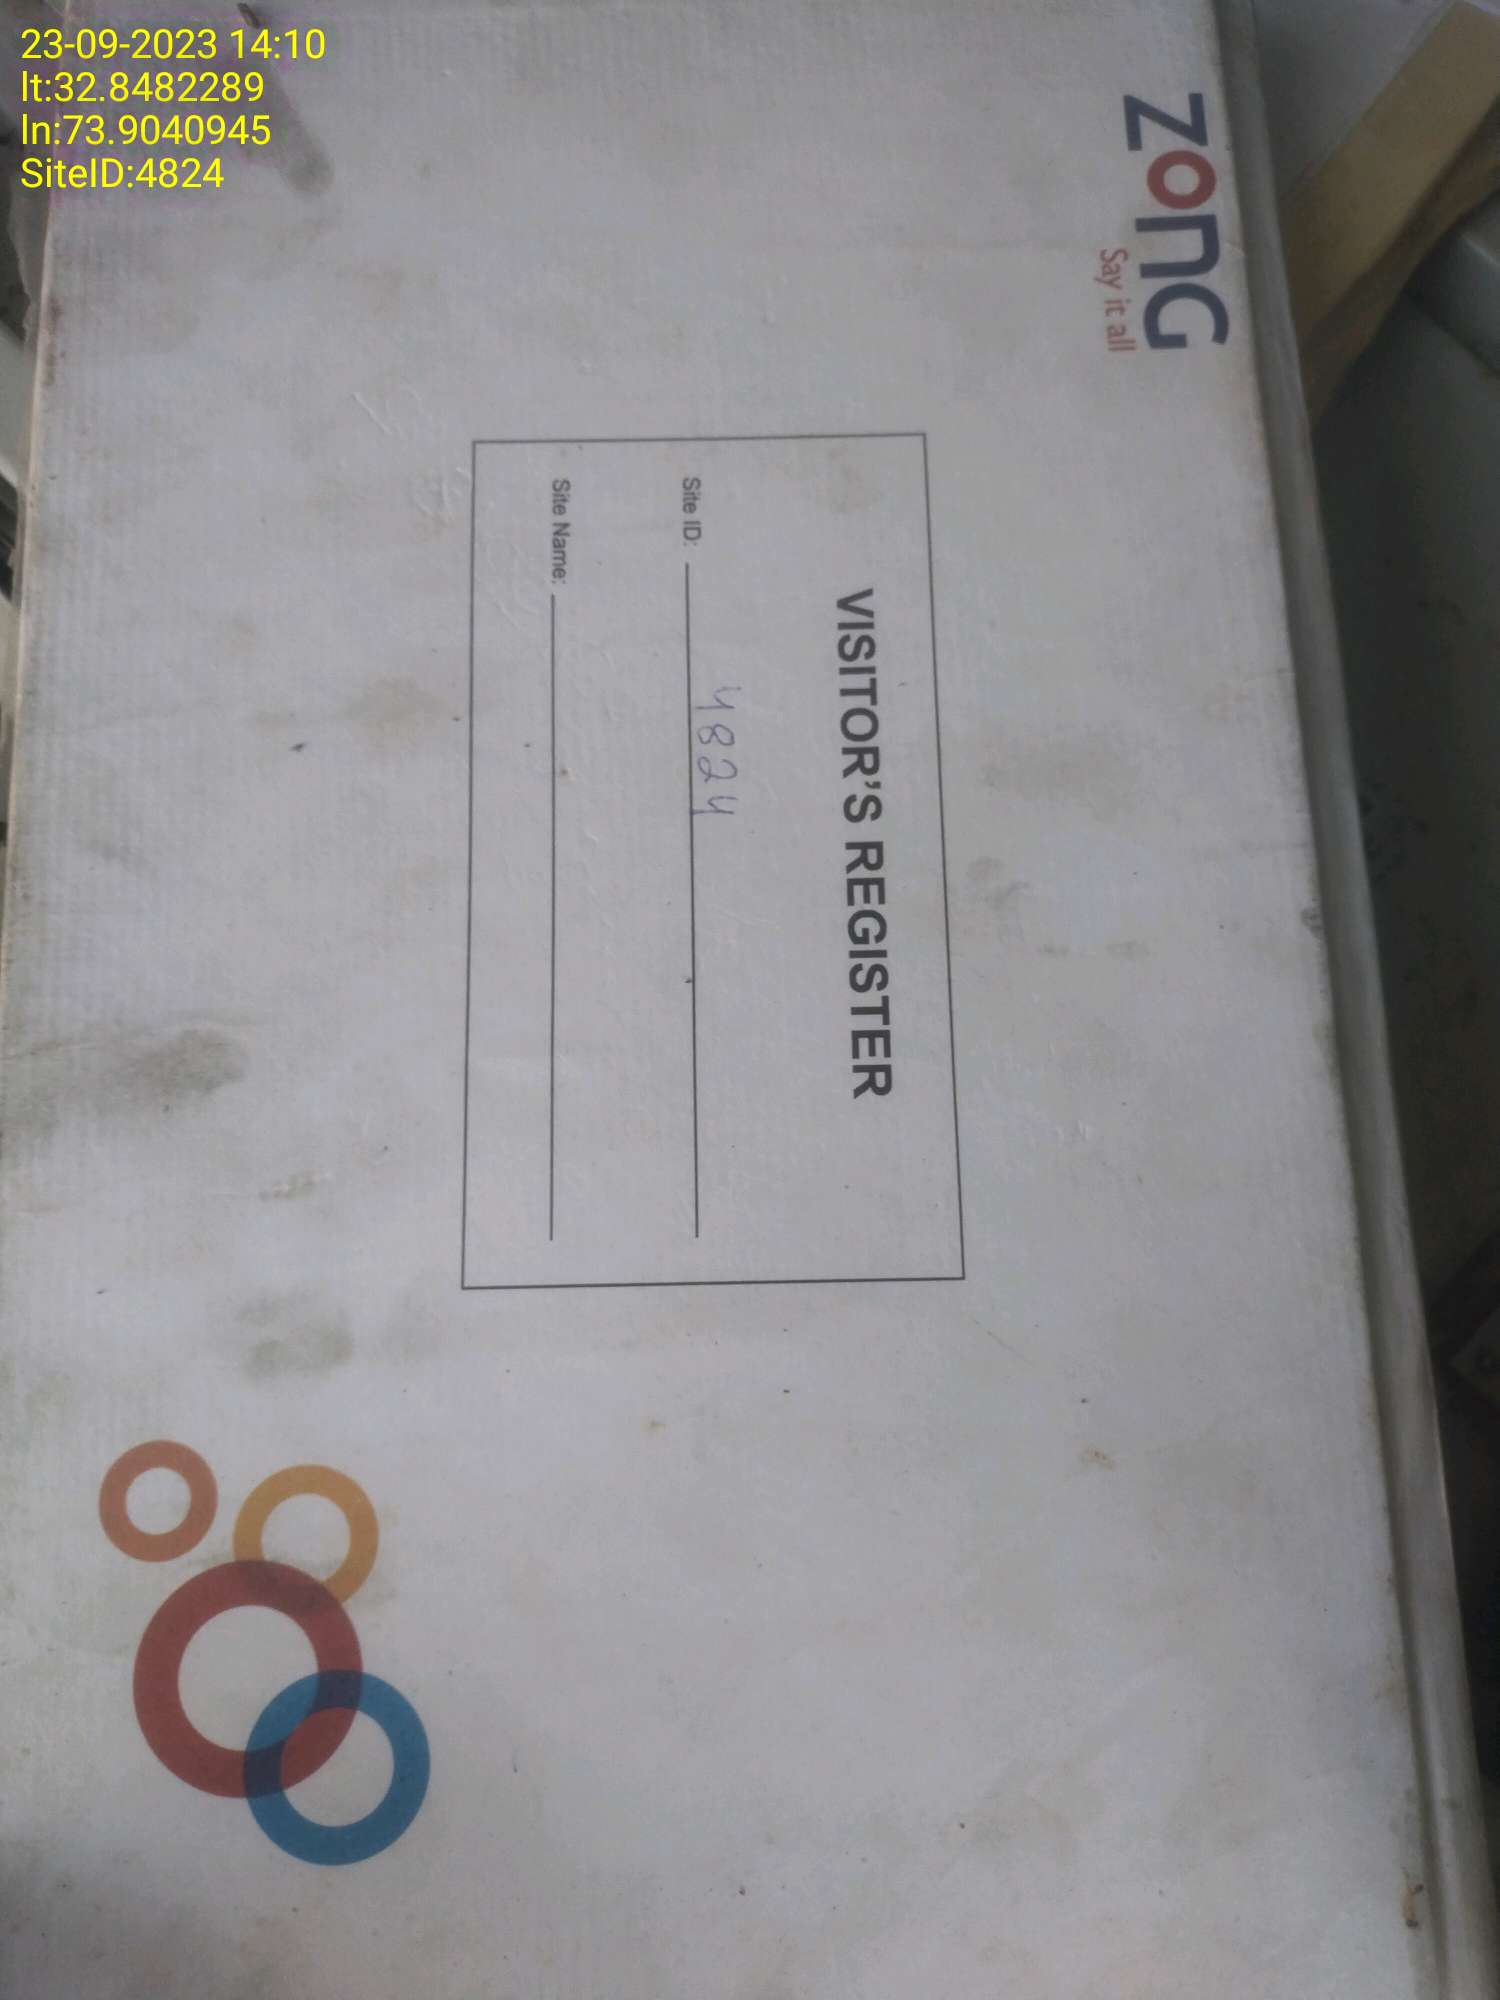 23-09-2023 14:10
lt:32.8482289
ln:73.9040945
SiteID:4824
ZONG
Say it all
VISITOR'S REGISTER
Site ID: 4824
Site Name: